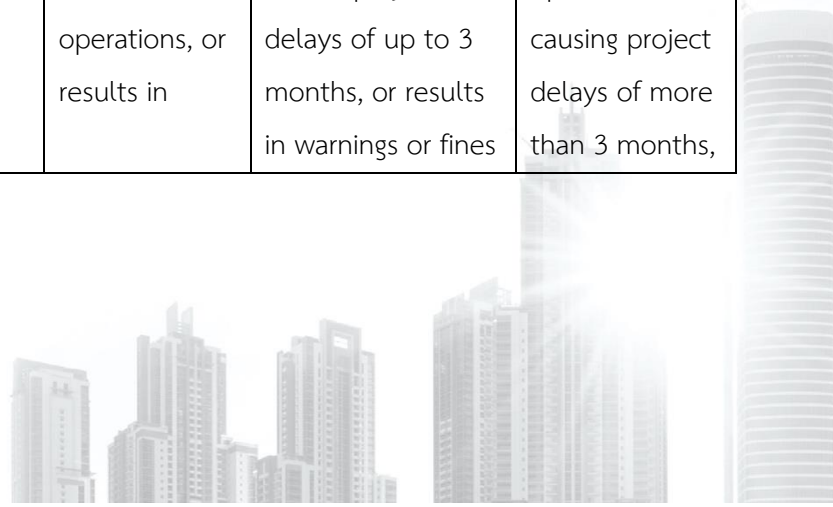 operations, or
results in
delays of up to 3
months, or results
in warnings or fines
causing project
delays of more
than 3 months,